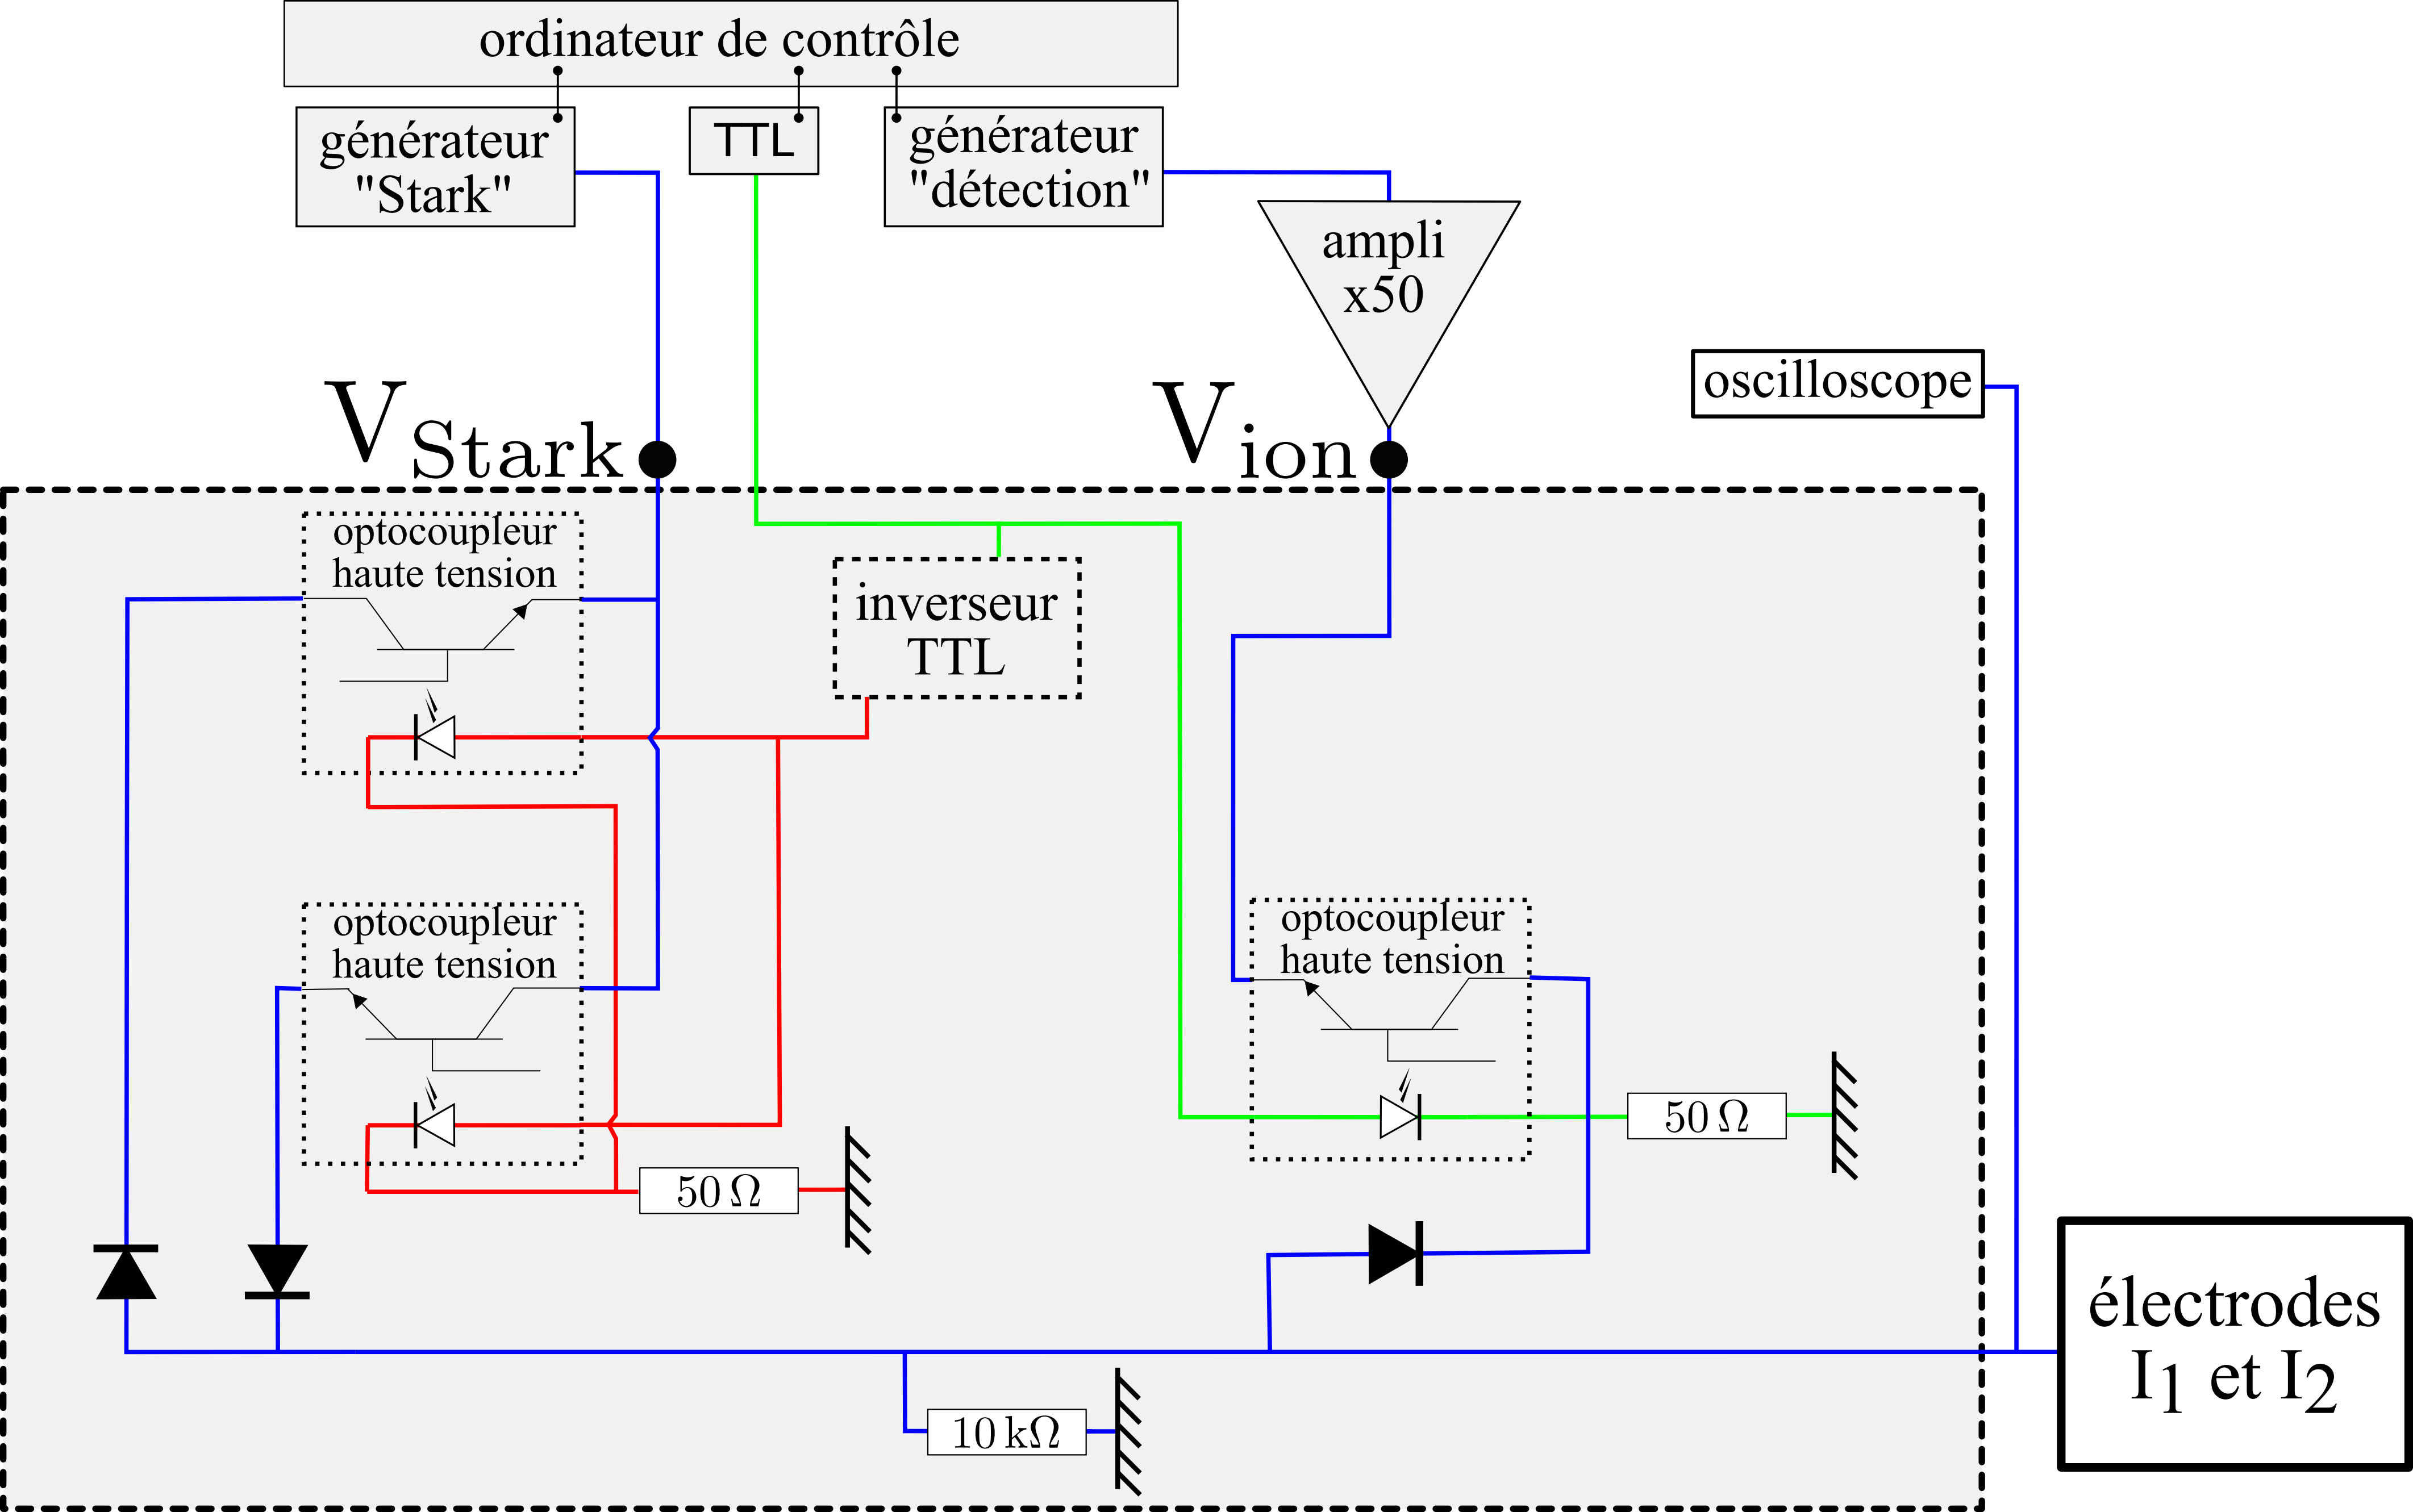 ordinateur de contrôle
générateur
"Stark"
TTL
générateur
"détection"
ampli
x50
oscilloscope
VStark
Vion
optocoupleur
haute tension
inverseur
TTL
optocoupleur
haute tension
optocoupleur
haute tension
50 Ω
50 Ω
électrodes
I1 et I2
10 kΩ